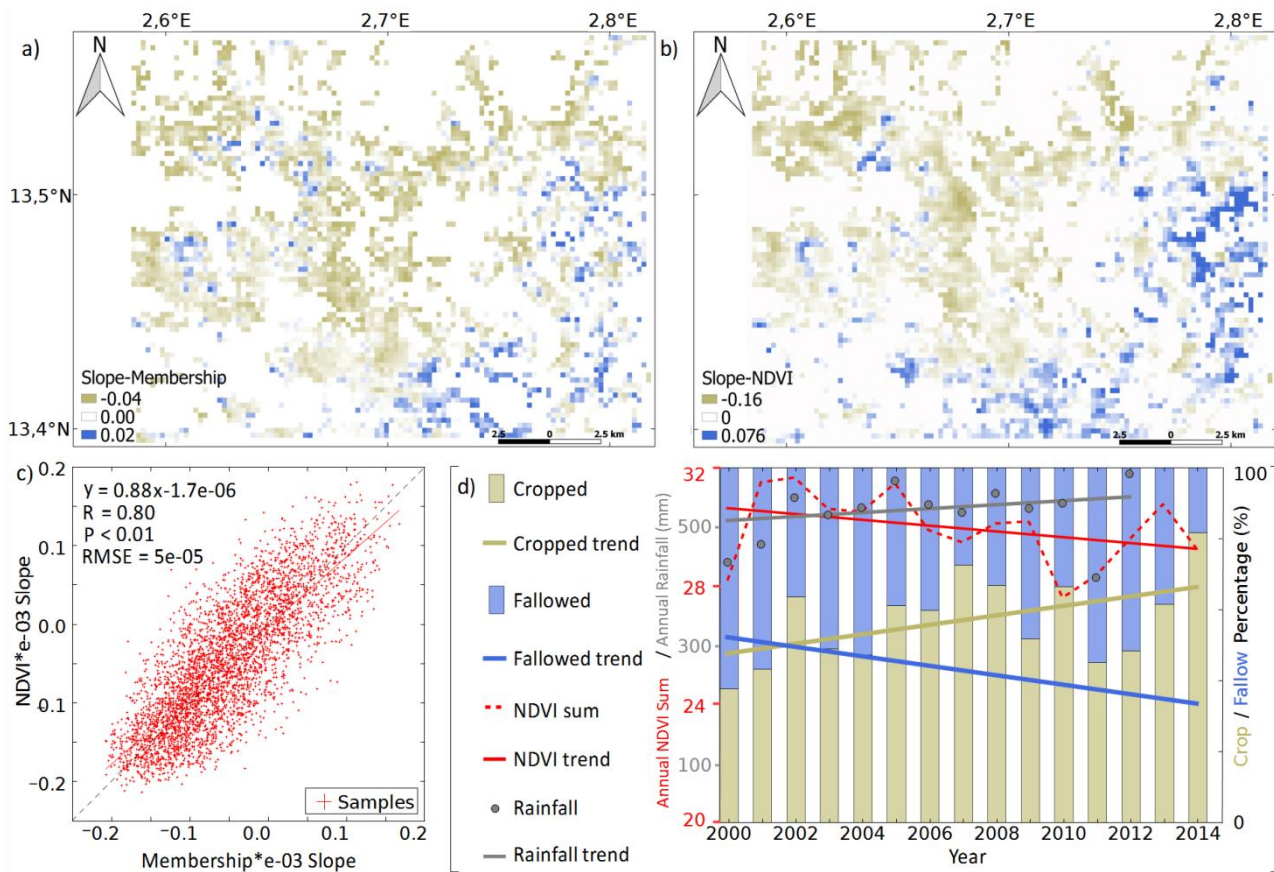 2,6°E 2,7°E 2,8°E
a) N
13,5°N
13,4°N
Slope-Membership
-0.04
0.00
0.02
2.5 0 2.5 km
2,6°E 2,7°E 2,8°E
b) N
Slope-NDVI
-0.16
0
0.076
2.5 0 2.5 km
c)
y = 0.88x-1.7e-06
R = 0.80
P < 0.01
RMSE = 5e-05
NDVI*e-03 Slope
0.2
0.1
0.0
0.1
−0.2
+ Samples
−0.2 −0.1 0.0 0.1 0.2
Membership*e-03 Slope
d)
Cropped
Cropped trend
Fallowed
Fallowed trend
NDVI sum
NDVI trend
Rainfall
Rainfall trend
Annual NDVI Sum / Annual Rainfall (mm)
32
500
28
300
24
100
20
100
0
Crop / Fallow Percentage (%)
2000 2002 2004 2006 2008 2010 2012 2014
Year